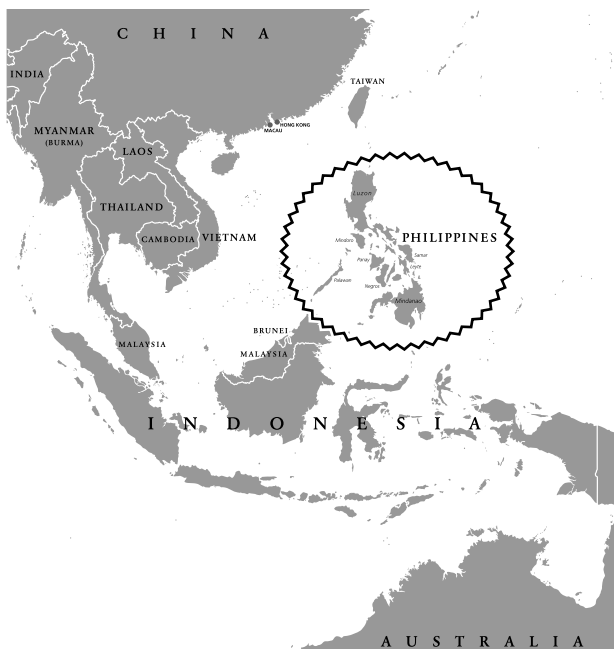 CHINA
INDIA
TAIWAN
HONG KONG
MACAU
MYANMAR
(BURMA)
LAOS
Luzon
THAILAND
CAMBODIA
VIETNAM
PHILIPPINES
Mindoro
Samar
Panay
Leyte
Palawan
Negros
Mindanao
BRUNEI
MALAYSIA
MALAYSIA
INDONESIA
AUSTRALIA